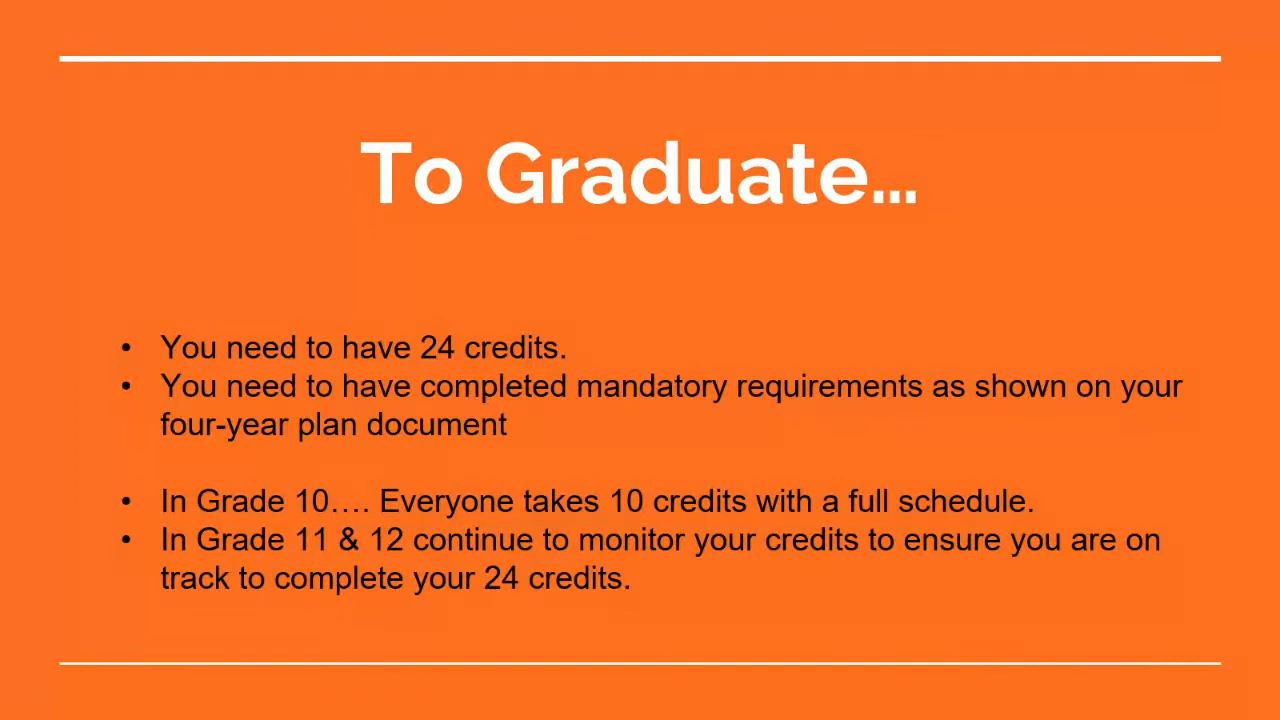 To Graduate...
• You need to have 24 credits.
• You need to have completed mandatory requirements as shown on your
four-year plan document
• In Grade 10…. Everyone takes 10 credits with a full schedule.
• In Grade 11 & 12 continue to monitor your credits to ensure you are on
track to complete your 24 credits.